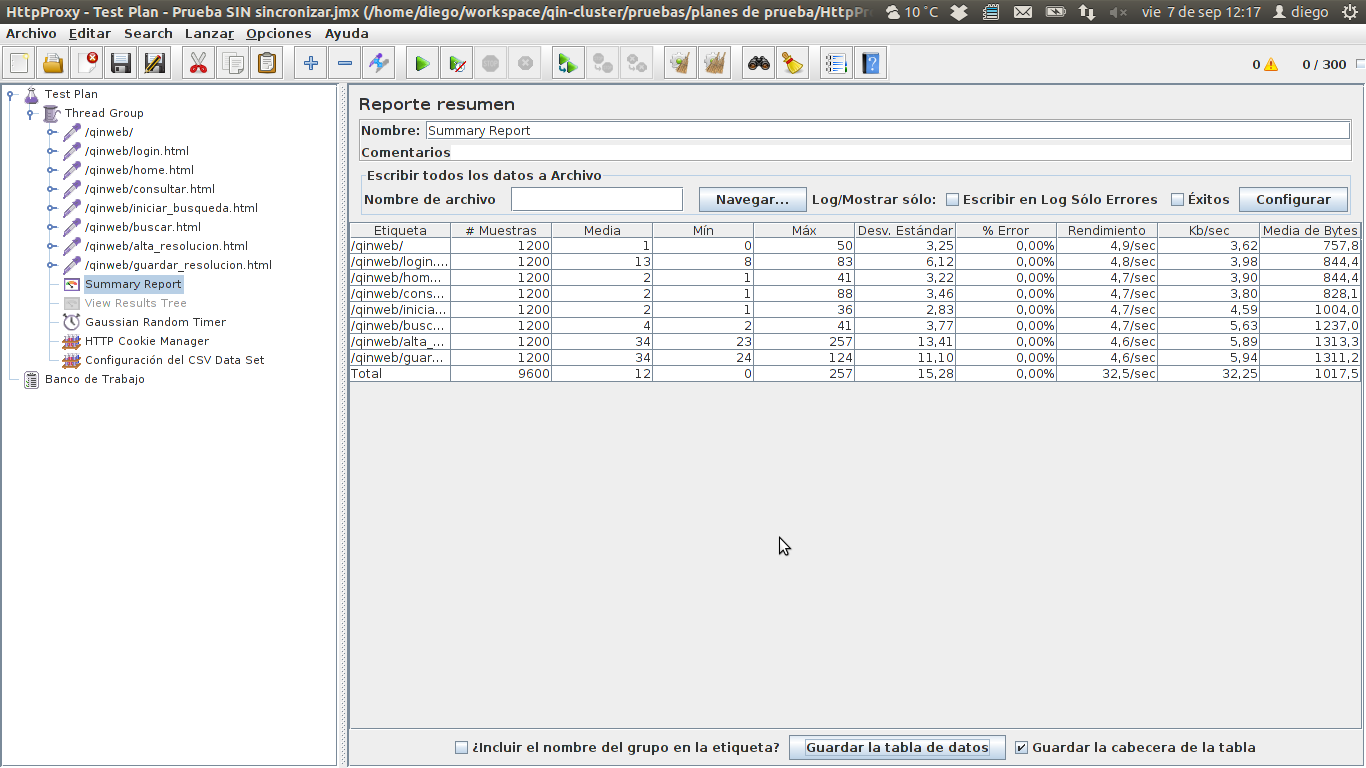 HttpProxy - Test Plan - Prueba SIN sincronizar.jmx (/home/diego/workspace/qin-cluster/pruebas/planes de prueba/HttpPr 10 °C vie 7 de sep 12:17 diego
Archivo Editar Search Lanzar Opciones Ayuda
0 0 / 300
Test Plan
Thread Group
/qinweb/
/qinweb/login.html
/qinweb/home.html
/qinweb/consultar.html
/qinweb/iniciar_busqueda.html
/qinweb/buscar.html
/qinweb/alta_resolucion.html
/qinweb/guardar_resolucion.html
Summary Report
View Results Tree
Gaussian Random Timer
HTTP Cookie Manager
Configuración del CSV Data Set
Banco de Trabajo
Reporte resumen
Nombre: Summary Report
Comentarios
Escribir todos los datos a Archivo
Nombre de archivo Navegar... Log/Mostrar sólo: Escribir en Log Sólo Errores Éxitos Configurar
Etiqueta # Muestras Media Mín Máx Desv. Estándar % Error Rendimiento Kb/sec Media de Bytes
/qinweb/ 1200 1 0 50 3,25 0,00% 4,9/sec 3,62 757,8
/qinweb/login.... 1200 13 8 83 6,12 0,00% 4,8/sec 3,98 844,4
/qinweb/hom... 1200 2 1 41 3,22 0,00% 4,7/sec 3,90 844,4
/qinweb/cons... 1200 2 1 88 3,46 0,00% 4,7/sec 3,80 828,1
/qinweb/inicia... 1200 2 1 36 2,83 0,00% 4,7/sec 4,59 1004,0
/qinweb/busc... 1200 4 2 41 3,77 0,00% 4,7/sec 5,63 1237,0
/qinweb/alta_... 1200 34 23 257 13,41 0,00% 4,6/sec 5,89 1313,3
/qinweb/guar... 1200 34 24 124 11,10 0,00% 4,6/sec 5,94 1311,2
Total 9600 12 0 257 15,28 0,00% 32,5/sec 32,25 1017,5
¿Incluir el nombre del grupo en la etiqueta? Guardar la tabla de datos Guardar la cabecera de la tabla